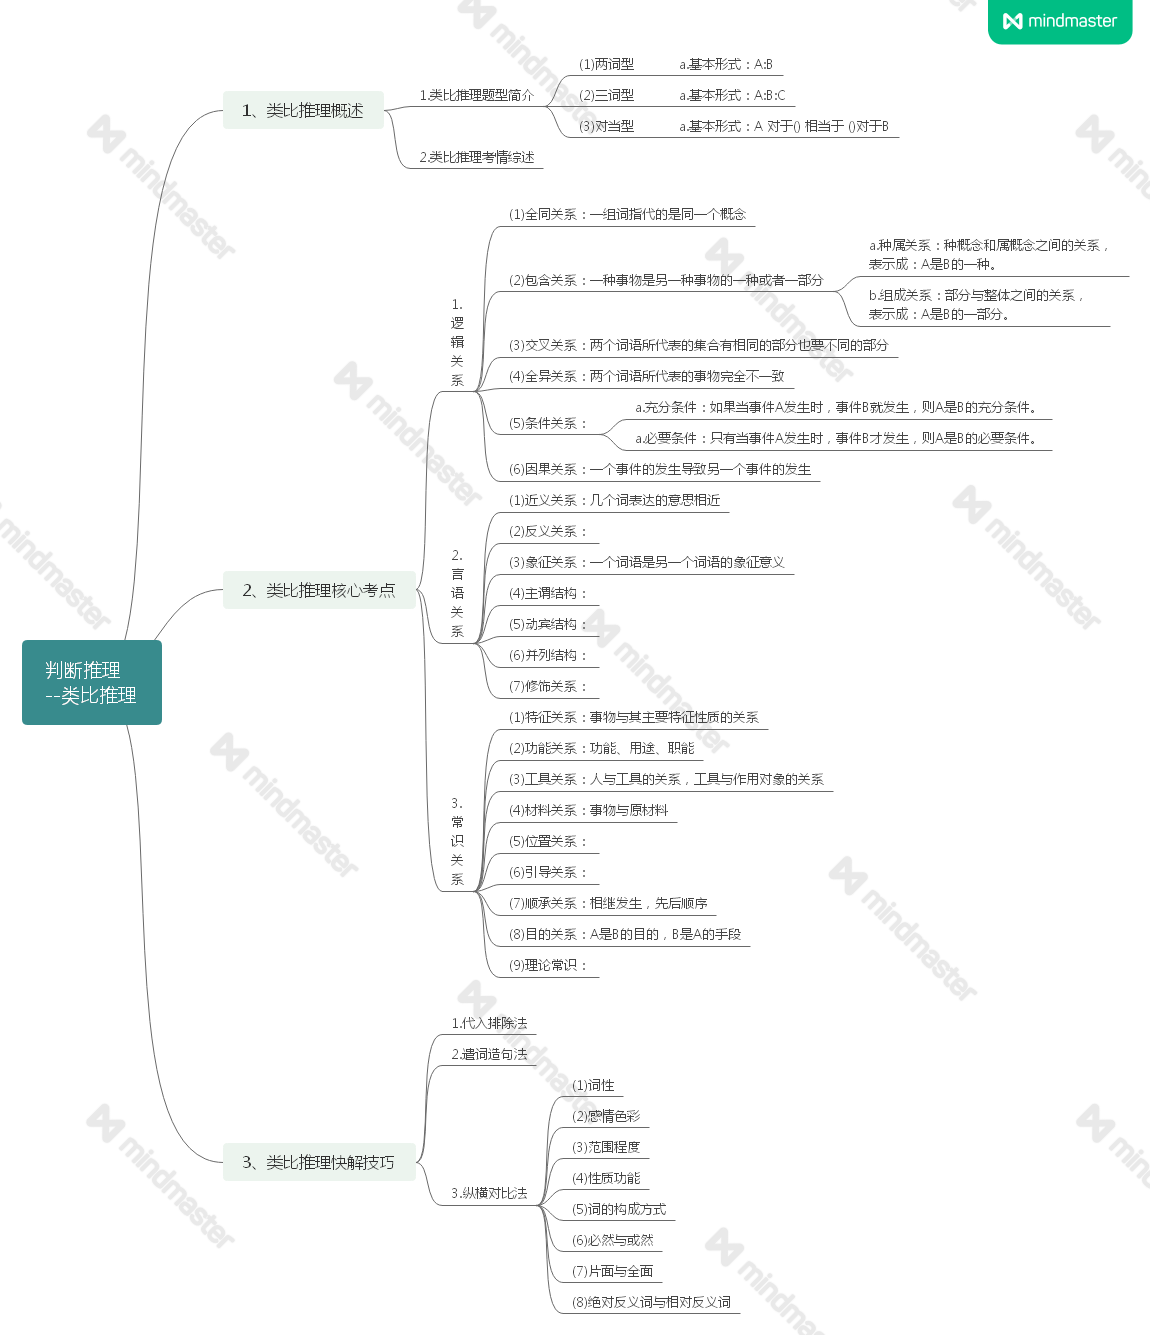 mindmaster
判断推理
--类比推理
1、类比推理概述
1.类比推理题型简介
(1)两词型
a.基本形式：A:B
(2)三词型
a.基本形式：A:B:C
(3)对当型
a.基本形式：A 对于() 相当于 ()对于B
2.类比推理考情综述
2、类比推理核心考点
1.
逻
辑
关
系
(1)全同关系：一组词指代的是同一个概念
(2)包含关系：一种事物是另一种事物的一种或者一部分
a.种属关系：种概念和属概念之间的关系，
表示成：A是B的一种。
b.组成关系：部分与整体之间的关系，
表示成：A是B的一部分。
(3)交叉关系：两个词语所代表的集合有相同的部分也要不同的部分
(4)全异关系：两个词语所代表的事物完全不一致
(5)条件关系：
a.充分条件：如果当事件A发生时，事件B就发生，则A是B的充分条件。
a.必要条件：只有当事件A发生时，事件B才发生，则A是B的必要条件。
(6)因果关系：一个事件的发生导致另一个事件的发生
2.
言
语
关
系
(1)近义关系：几个词表达的意思相近
(2)反义关系：
(3)象征关系：一个词语是另一个词语的象征意义
(4)主谓结构：
(5)动宾结构：
(6)并列结构：
(7)修饰关系：
3.
常
识
关
系
(1)特征关系：事物与其主要特征性质的关系
(2)功能关系：功能、用途、职能
(3)工具关系：人与工具的关系，工具与作用对象的关系
(4)材料关系：事物与原材料
(5)位置关系：
(6)引导关系：
(7)顺承关系：相继发生，先后顺序
(8)目的关系：A是B的目的，B是A的手段
(9)理论常识：
3、类比推理快解技巧
1.代入排除法
2.遣词造句法
3.纵横对比法
(1)词性
(2)感情色彩
(3)范围程度
(4)性质功能
(5)词的构成方式
(6)必然与或然
(7)片面与全面
(8)绝对反义词与相对反义词